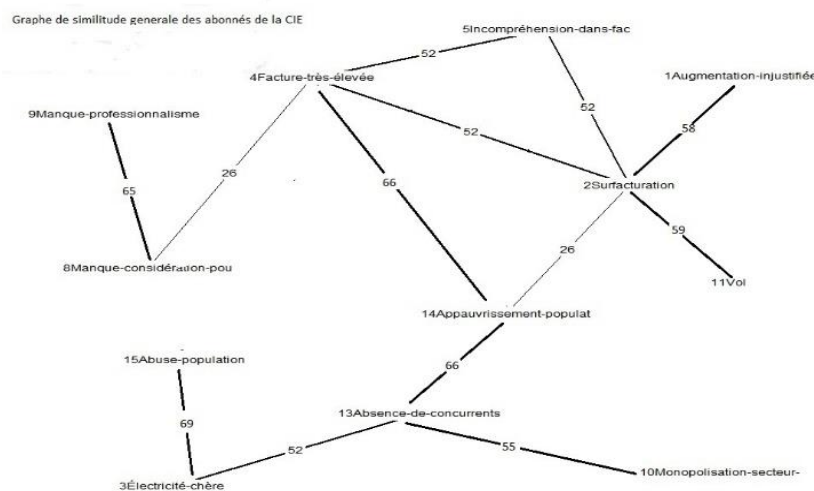 Graphe de similitude generale des abonnés de la CIE
5Incompréhension-dans-fac
52
4Facture-très-élevée
1Augmentation-injustifiée
9Manque-professionnalisme
52
52
58
65
26
66
2Surfacturation
59
26
8Manque-considération-pou
11Vol
14Appauvrissement-populat
15Abuse-population
66
13Absence-de-concurrents
69
52
55
10Monopolisation-secteur-
3Électricité-chère